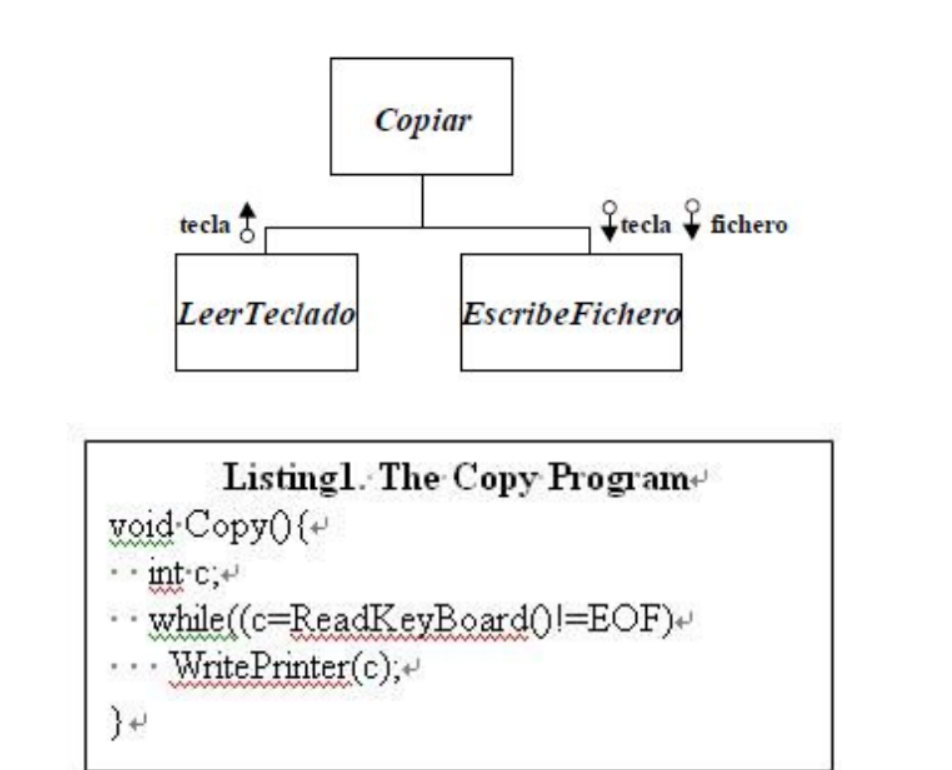 Copiar
tecla
tecla fichero
LeerTeclado
EscribeFichero
Listing1. The Copy Program
void Copy(){
int c;
while((c=ReadKeyBoard()!=EOF)
WritePrinter(c);
}